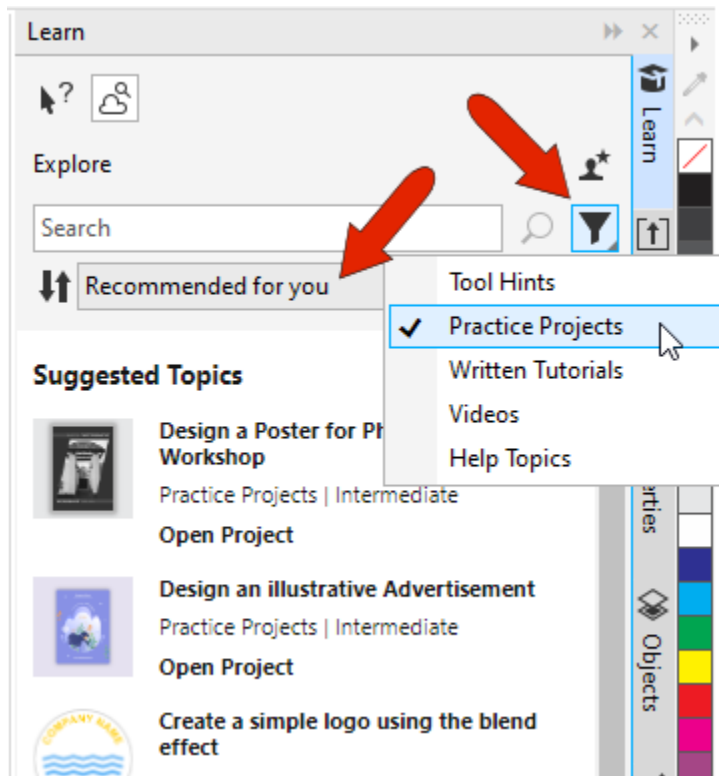 Learn
?
Explore
Search
Recommended for you
Tool Hints
Practice Projects
Written Tutorials
Videos
Help Topics
Suggested Topics
Design a Poster for
Workshop
Practice Projects | Intermediate
Open Project
Design an illustrative Advertisement
Practice Projects | Intermediate
Open Project
COMPANY NAME
Create a simple logo using the blend
effect
Learn
Objects